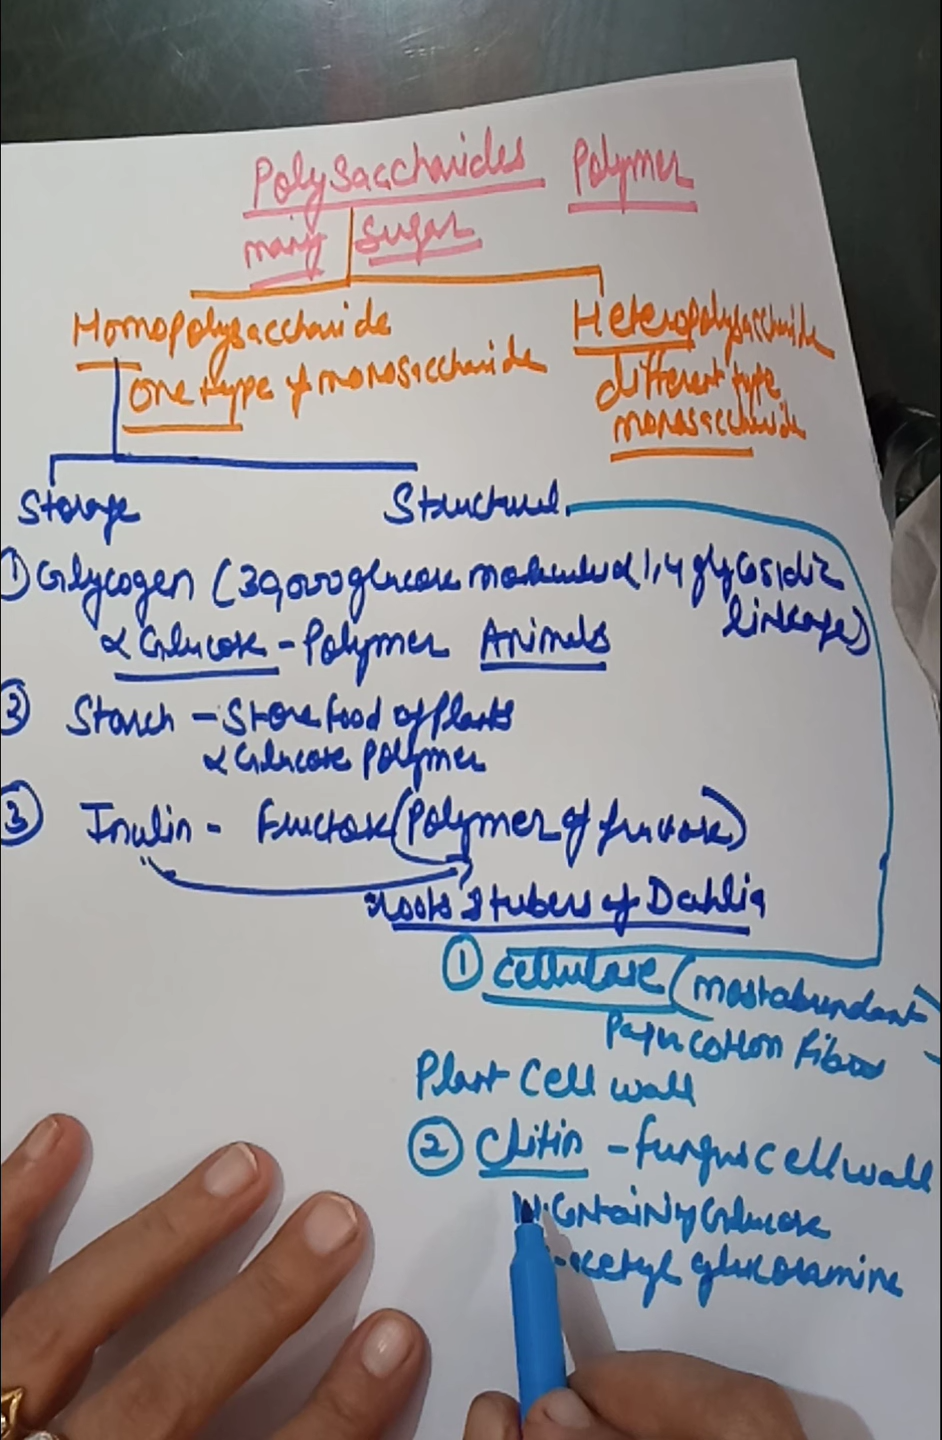 Polysaccharides Polymer
many Sugar
Homopolysaccharide
one type of monosaccharide
Heteropolysaccharide
different type
monosaccharide
Storage Structural
① Glycogen (30,000 glucose molecules α 1,4 glycosidic
linkage)
α Glucose - Polymer Animals
② Starch - Store food of Plants
α Glucose Polymer
③ Inulin - Fructose (Polymer of fructose)
roots & tubers of Dahlia
① Cellulose (most abundant
Paper cotton Fibre
Plant Cell wall
② Chitin - fungus cell wall
N. Containing Glucose
-acetyl glucosamine